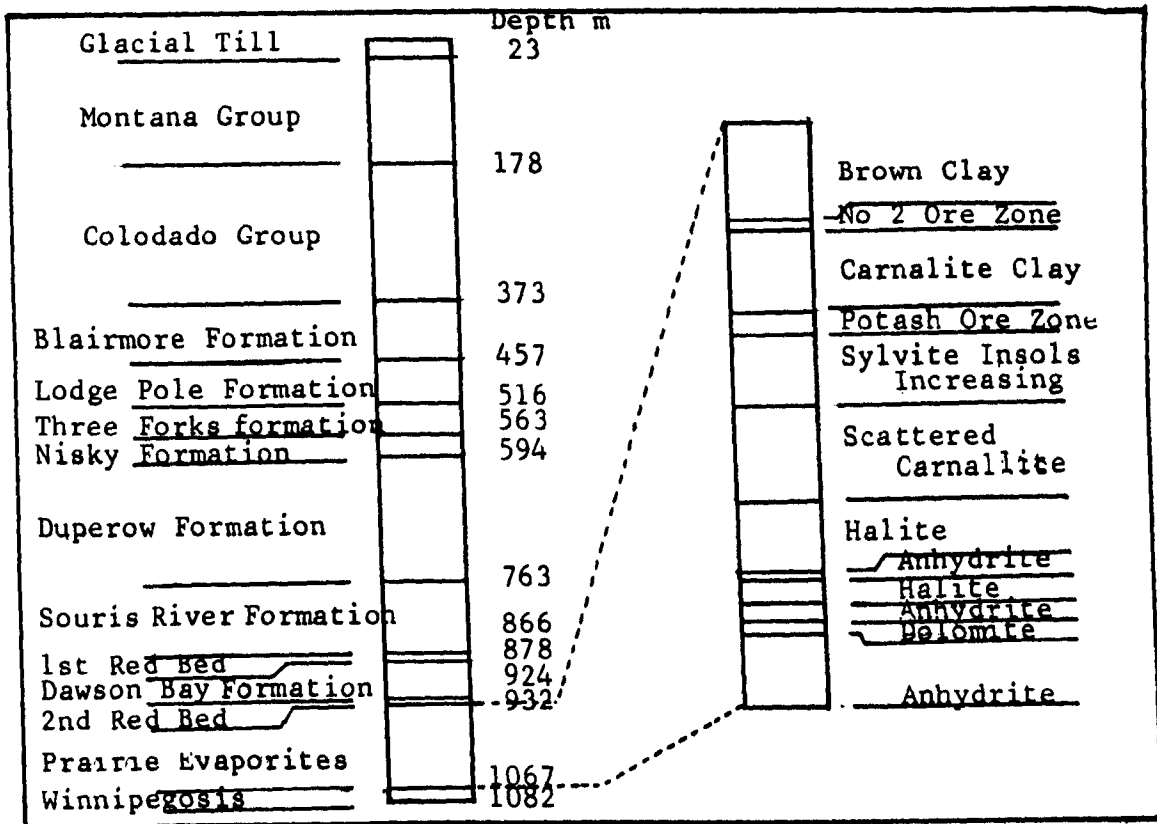 Depth m
Glacial Till
23
Montana Group
178
Colodado Group
373
Blairmore Formation
457
Lodge Pole Formation
516
Three Forks formation
563
Nisky Formation
594
Duperow Formation
763
Souris River Formation
866
878
1st Red Bed
924
Dawson Bay Formation
932
2nd Red Bed
Prairie Evaporites
1067
Winnipegosis
1082
Brown Clay
No 2 Ore Zone
Carnalite Clay
Potash Ore Zone
Sylvite Insols
Increasing
Scattered
Carnallite
Halite
Anhydrite
Halite
Anhydrite
Dolomite
Anhydrite